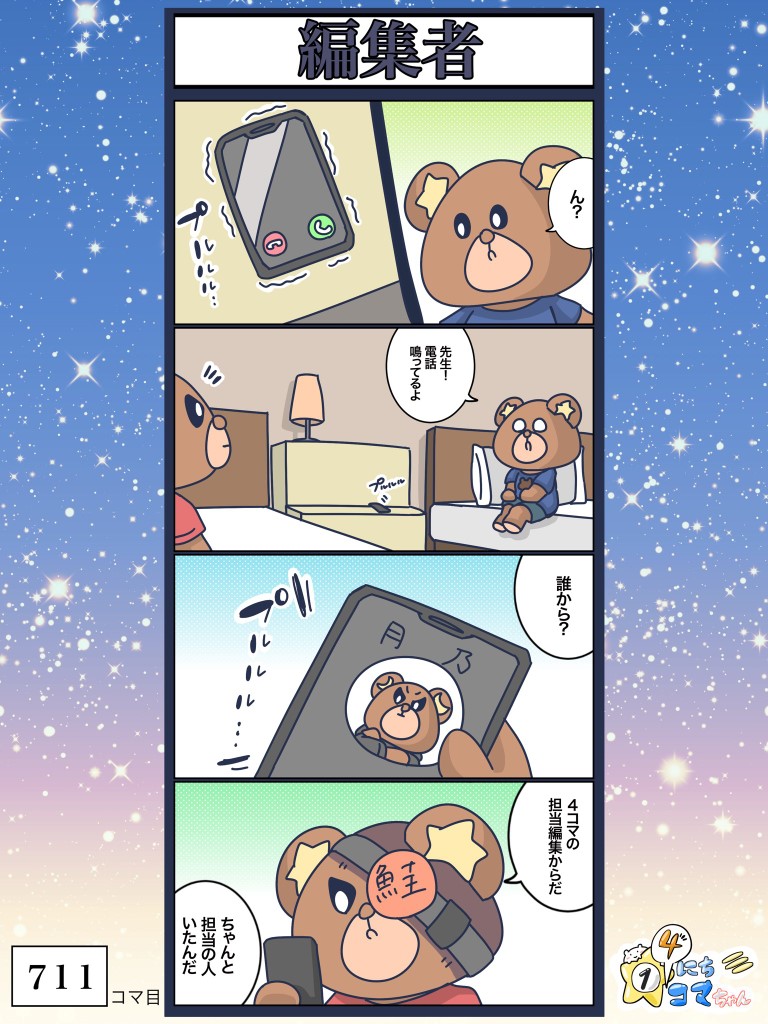 編集者
ん?
プルルル…
先生!
電話
鳴ってるよ
プルルル
誰から?
月乃
プルルルル…
4コマの
担当編集からだ
鮭
ちゃんと
担当の人
いたんだ
711
コマ目
4
1
にち
コマちゃん